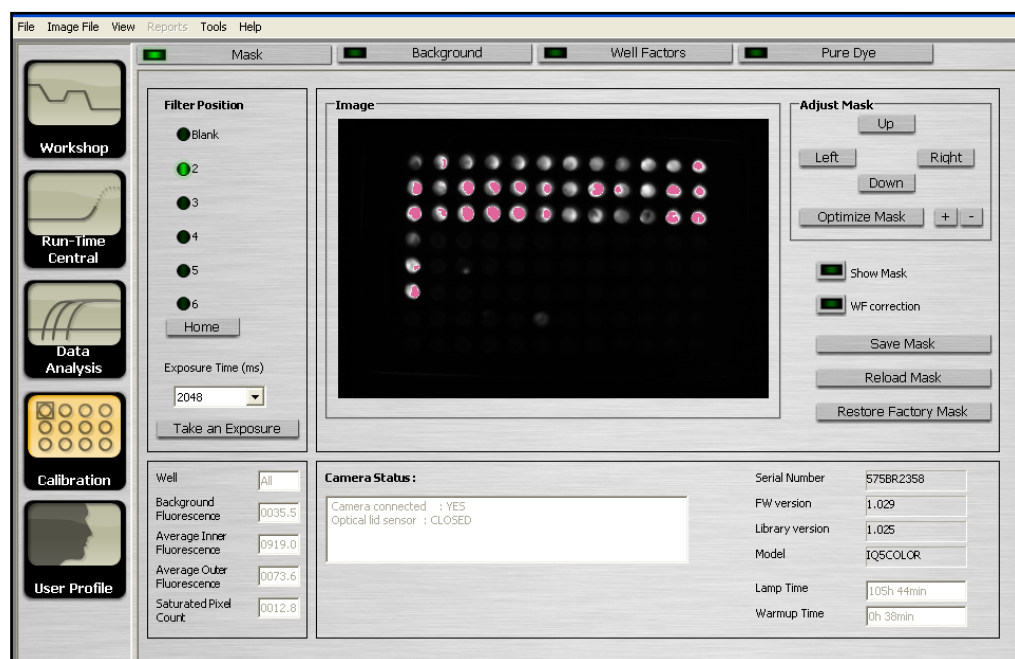 File Image File View Reports Tools Help
Mask Background Well Factors Pure Dye
Workshop
Run-Time
Central
Data
Analysis
Calibration
User Profile
Filter Position
Blank
2
3
4
5
6
Home
Exposure Time (ms)
2048
Take an Exposure
Image
Adjust Mask
Up
Left Right
Down
Optimize Mask + -
Show Mask
WF correction
Save Mask
Reload Mask
Restore Factory Mask
Well All
Background
Fluorescence 0035.5
Average Inner
Fluorescence 0919.0
Average Outer
Fluorescence 0073.6
Saturated Pixel
Count 0012.8
Camera Status :
Camera connected : YES
Optical lid sensor : CLOSED
Serial Number 575BR2358
FW version 1.029
Library version 1.025
Model IQ5COLOR
Lamp Time 105h 44min
Warmup Time 0h 38min